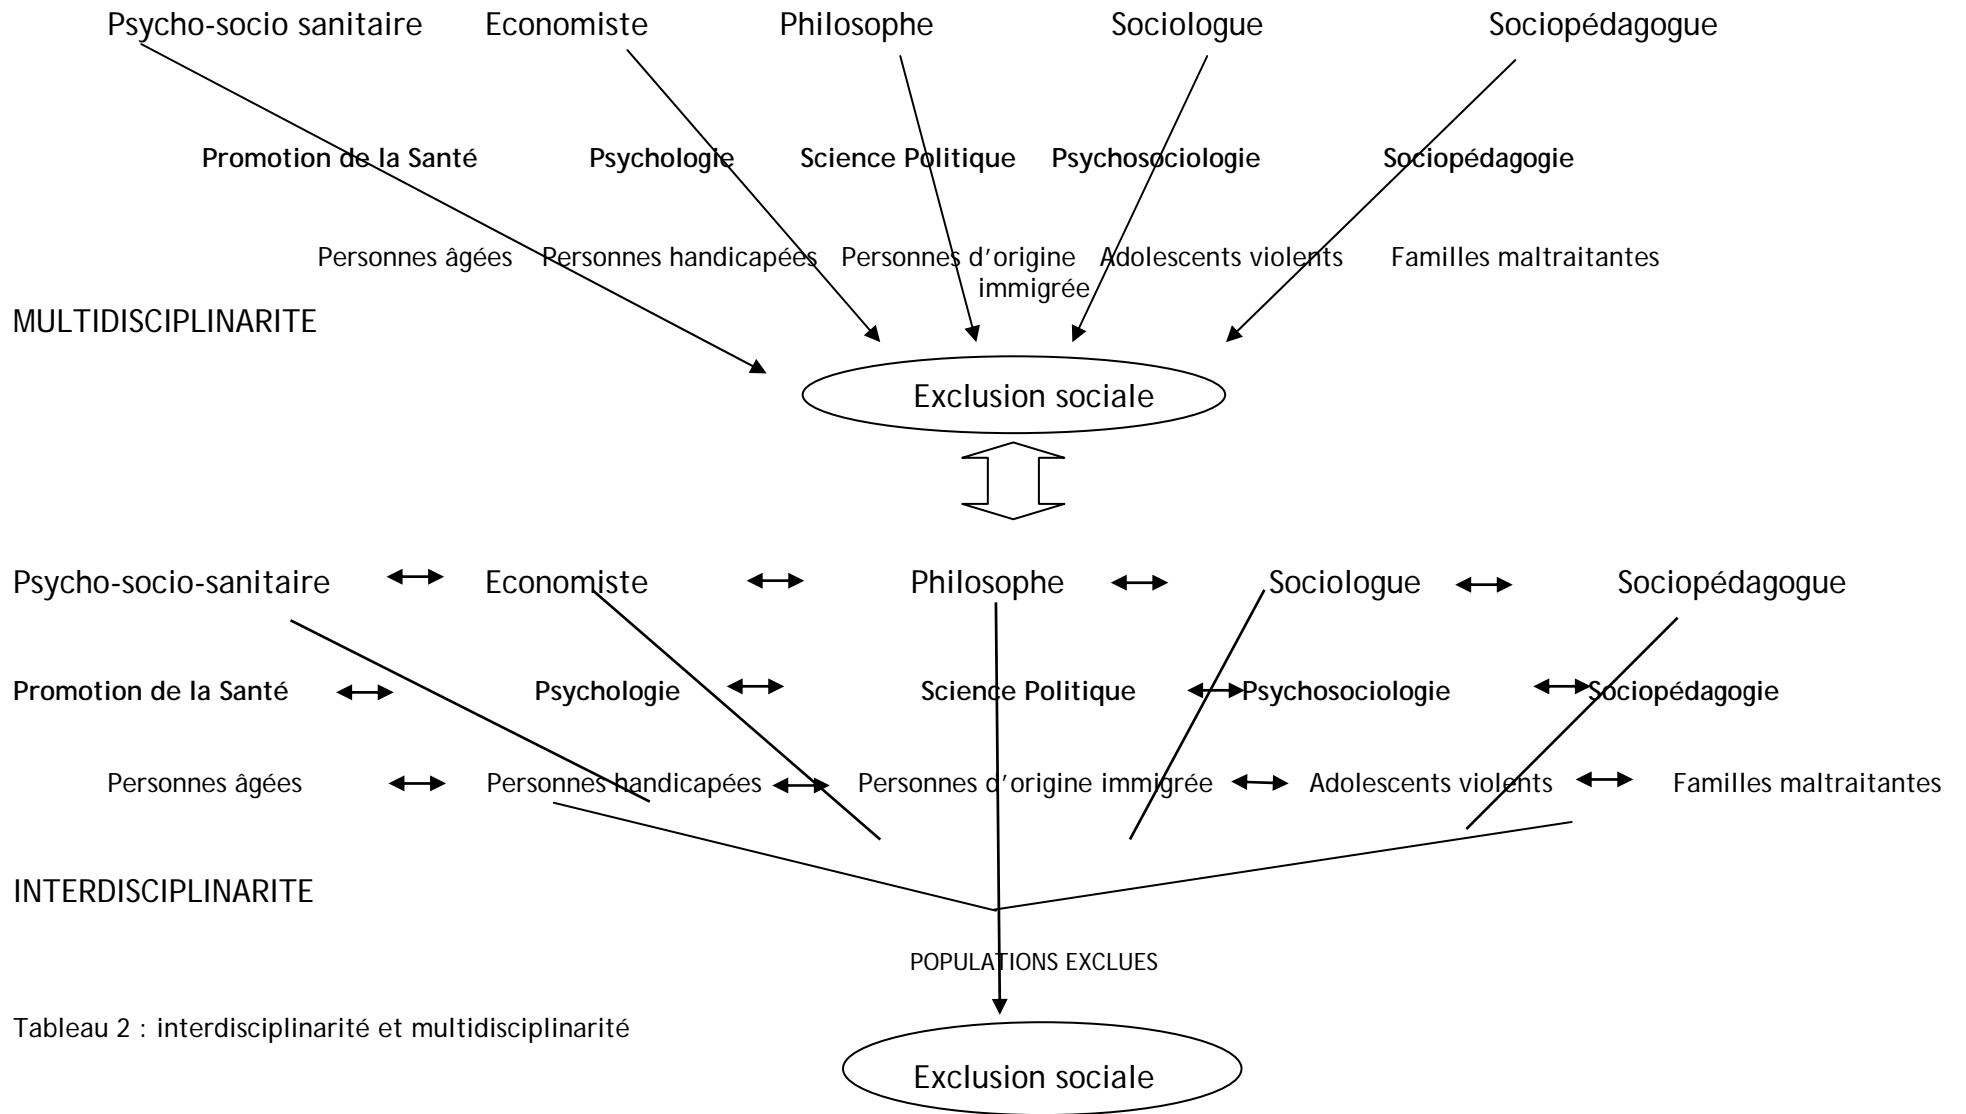 Psycho-socio sanitaire Economiste Philosophe Sociologue Sociopédagogue
Promotion de la Santé Psychologie Science Politique Psychosociologie Sociopédagogie
Personnes âgées Personnes handicapées Personnes d’origine Adolescents violents Familles maltraitantes
immigrée
MULTIDISCIPLINARITE
Exclusion sociale
Psycho-socio-sanitaire Economiste Philosophe Sociologue Sociopédagogue
Promotion de la Santé Psychologie Science Politique Psychosociologie Sociopédagogie
Personnes âgées Personnes handicapées Personnes d’origine immigrée Adolescents violents Familles maltraitantes
INTERDISCIPLINARITE
POPULATIONS EXCLUES
Tableau 2 : interdisciplinarité et multidisciplinarité
Exclusion sociale